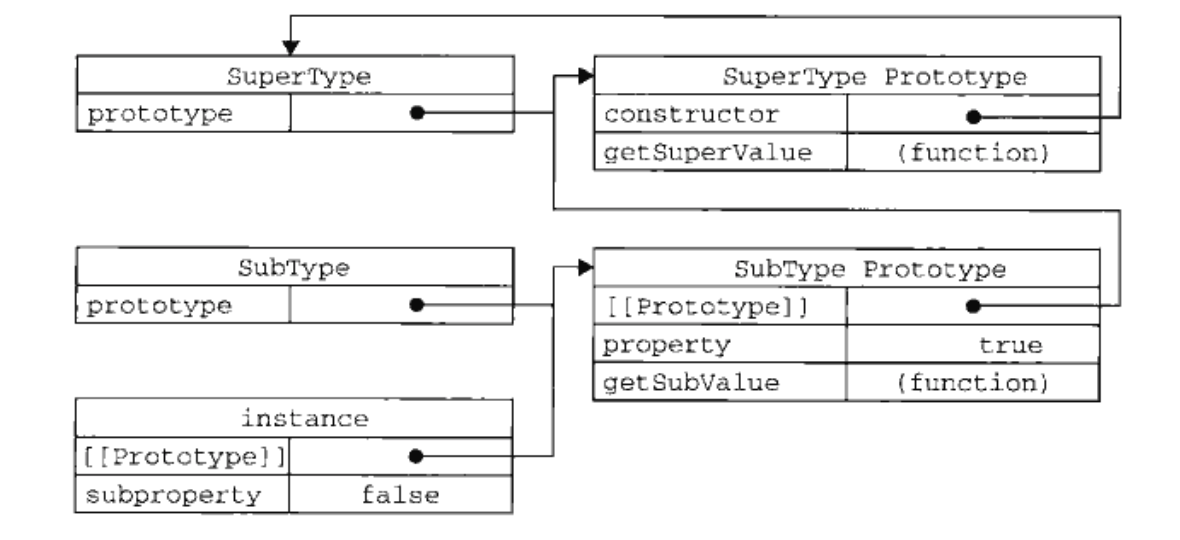 SuperType
prototype
SuperType Prototype
constructor
getSuperValue (function)
SubType
prototype
SubType Prototype
[[Prototype]]
property true
getSubValue (function)
instance
[[Prototype]]
subproperty false